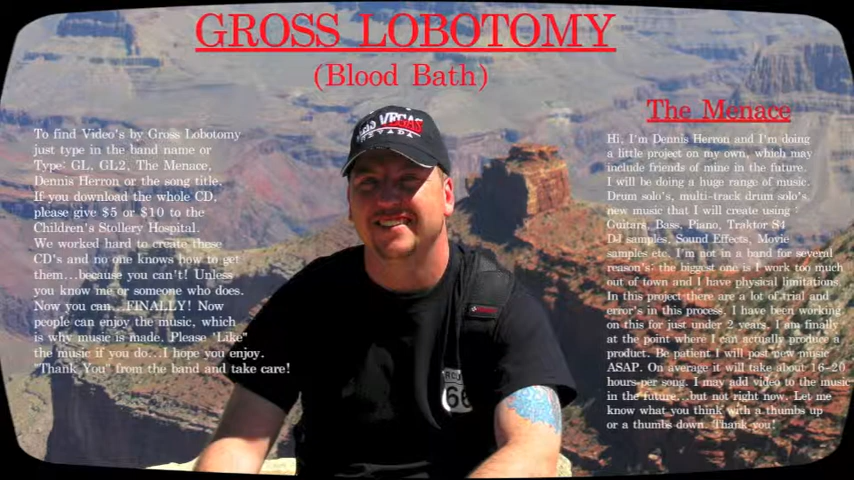 GROSS LOBOTOMY
(Blood Bath)
To find Video's by Gross Lobotomy
just type in the band name or
Type: GL, GL2, The Menace,
Dennis Herron or the song title.
If you download the whole CD,
please give $5 or $10 to the
Children's Stollery Hospital.
We worked hard to create these
CD's and no one knows how to get
them...because you can't! Unless
you know me or someone who does.
Now you can...FINALLY! Now
people can enjoy the music, which
is why music is made. Please "Like"
the music if you do...I hope you enjoy.
"Thank You" from the band and take care!
LAS VEGAS
NEVADA
66
The Menace
Hi, I'm Dennis Herron and I'm doing
a little project on my own, which may
include friends of mine in the future.
I will be doing a huge range of music.
Drum solo's, multi-track drum solo's,
new music that I will create using :
Guitars, Bass, Piano, Traktor S4
DJ samples, Sound Effects, Movie
samples etc. I'm not in a band for several
reason's: the biggest one is I work too much
out of town and I have physical limitations.
In this project there are a lot of trial and
error's in this process, I have been working
on this for just under 2 years. I am finally
at the point where I can actually produce a
product. Be patient I will post new music
ASAP. On average it will take about 16-20
hours per song. I may add video to the music
in the future...but not right now. Let me
know what you think with a thumbs up
or a thumbs down. Thank you!